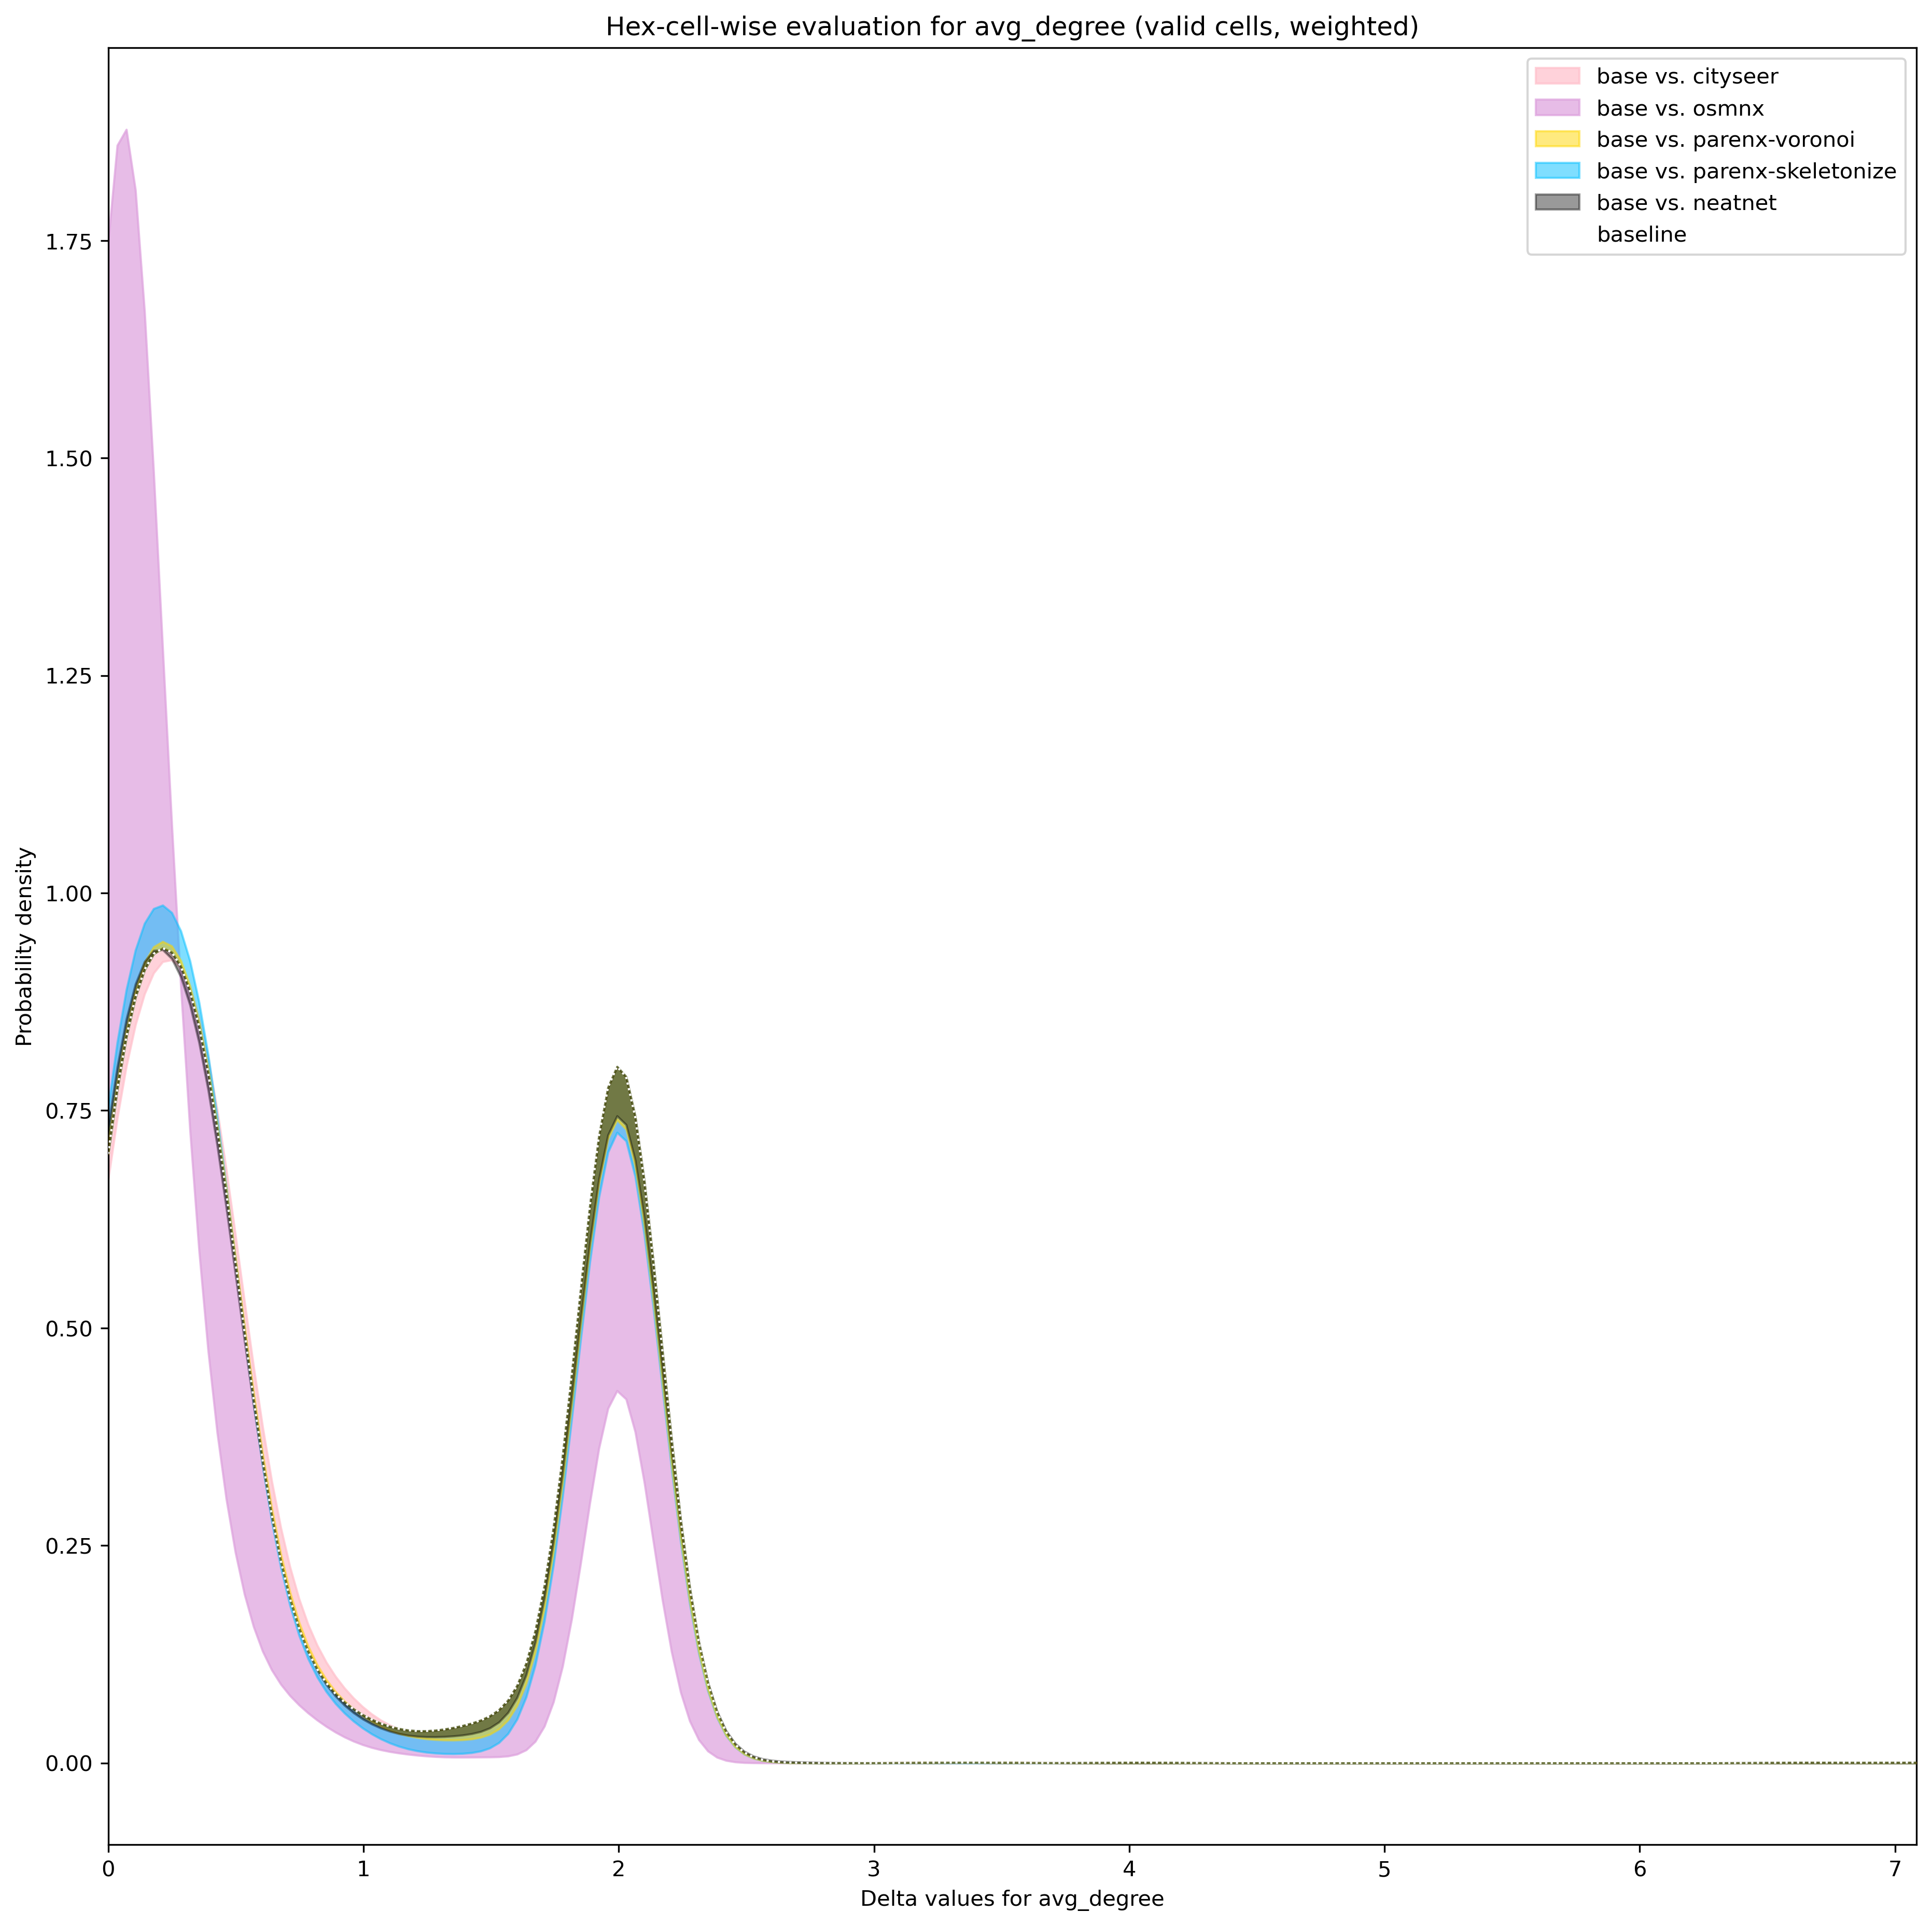 Hex-cell-wise evaluation for avg_degree (valid cells, weighted)
base vs. cityseer
base vs. osmnx
base vs. parenx-voronoi
base vs. parenx-skeletonize
base vs. neatnet
baseline
Probability density
1.75
1.50
1.25
1.00
0.75
0.50
0.25
0.00
0 1 2 3 4 5 6 7
Delta values for avg_degree